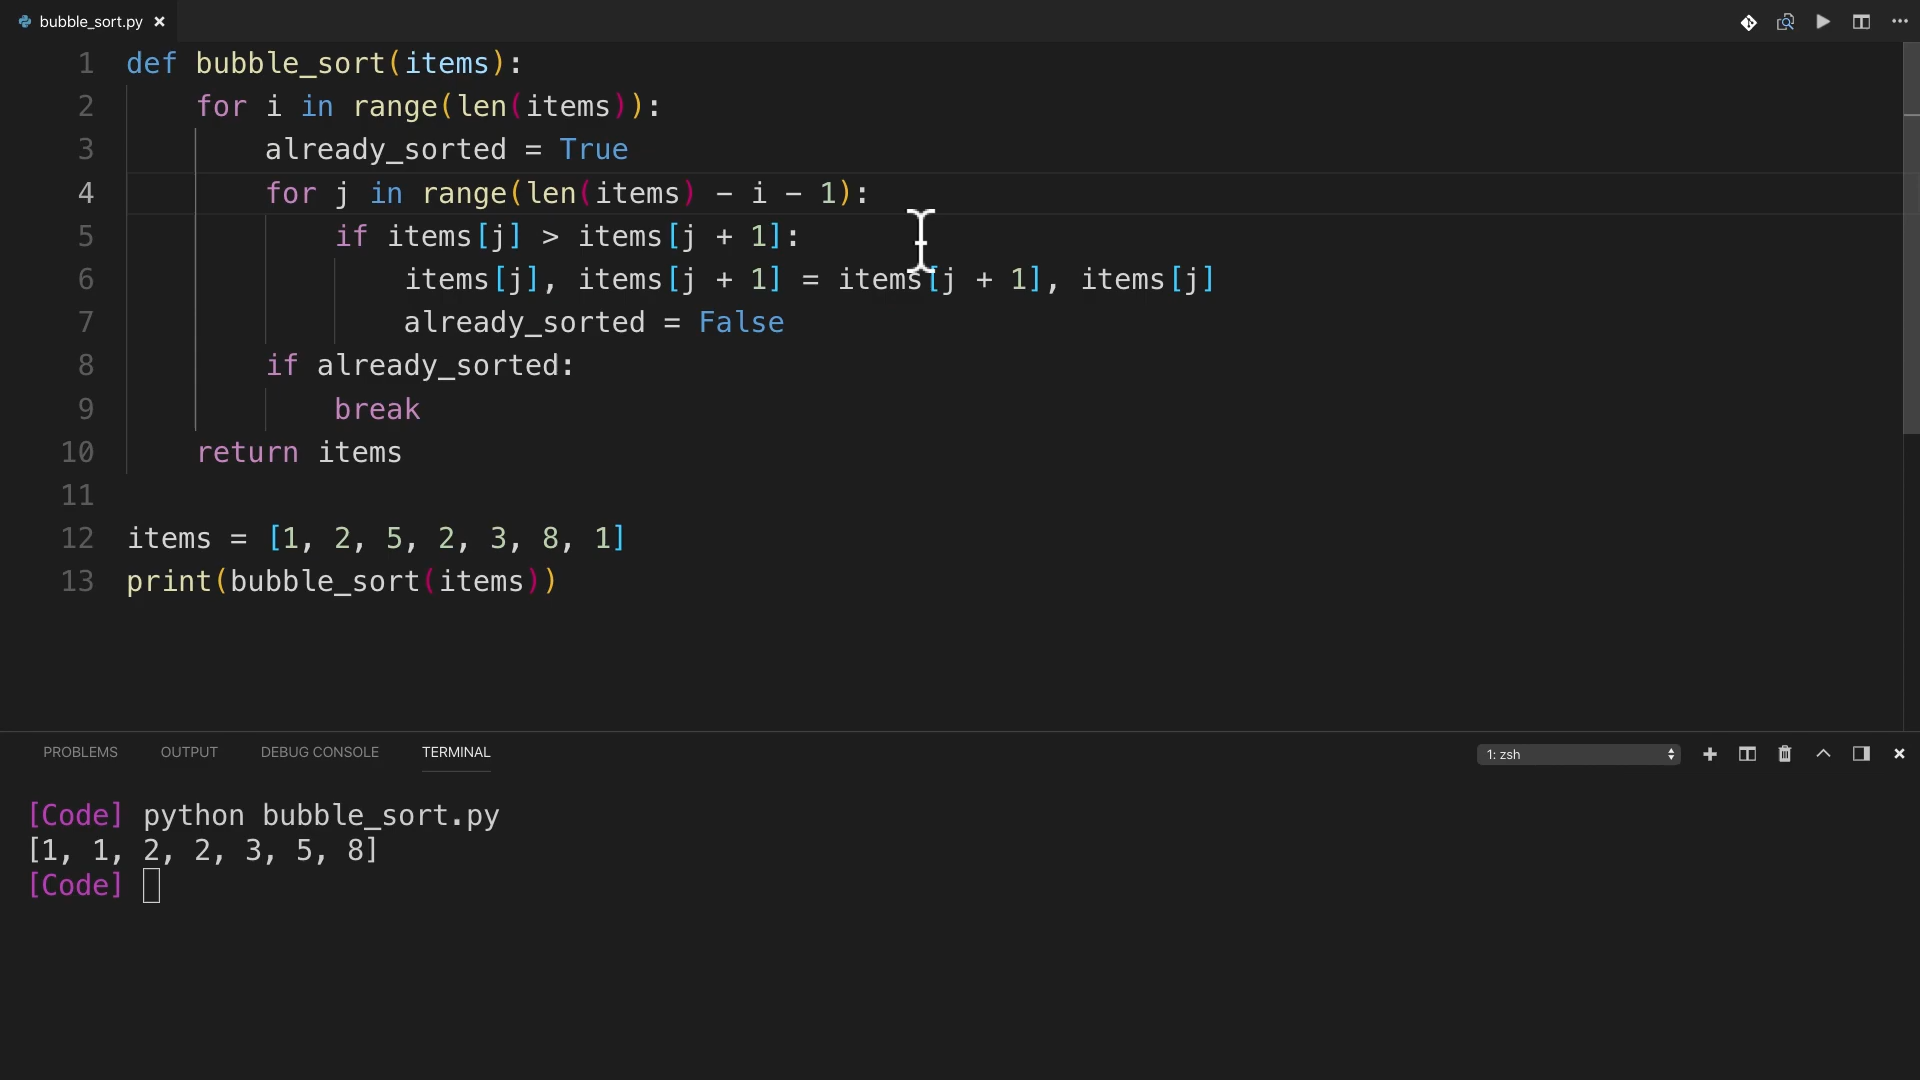 bubble_sort.py
1 def bubble_sort(items):
2     for i in range(len(items)):
3         already_sorted = True
4         for j in range(len(items) - i - 1):
5             if items[j] > items[j + 1]:
6                 items[j], items[j + 1] = items[j + 1], items[j]
7                 already_sorted = False
8         if already_sorted:
9             break
10     return items
11
12 items = [1, 2, 5, 2, 3, 8, 1]
13 print(bubble_sort(items))
PROBLEMS OUTPUT DEBUG CONSOLE TERMINAL 1: zsh
[Code] python bubble_sort.py
[1, 1, 2, 2, 3, 5, 8]
[Code]